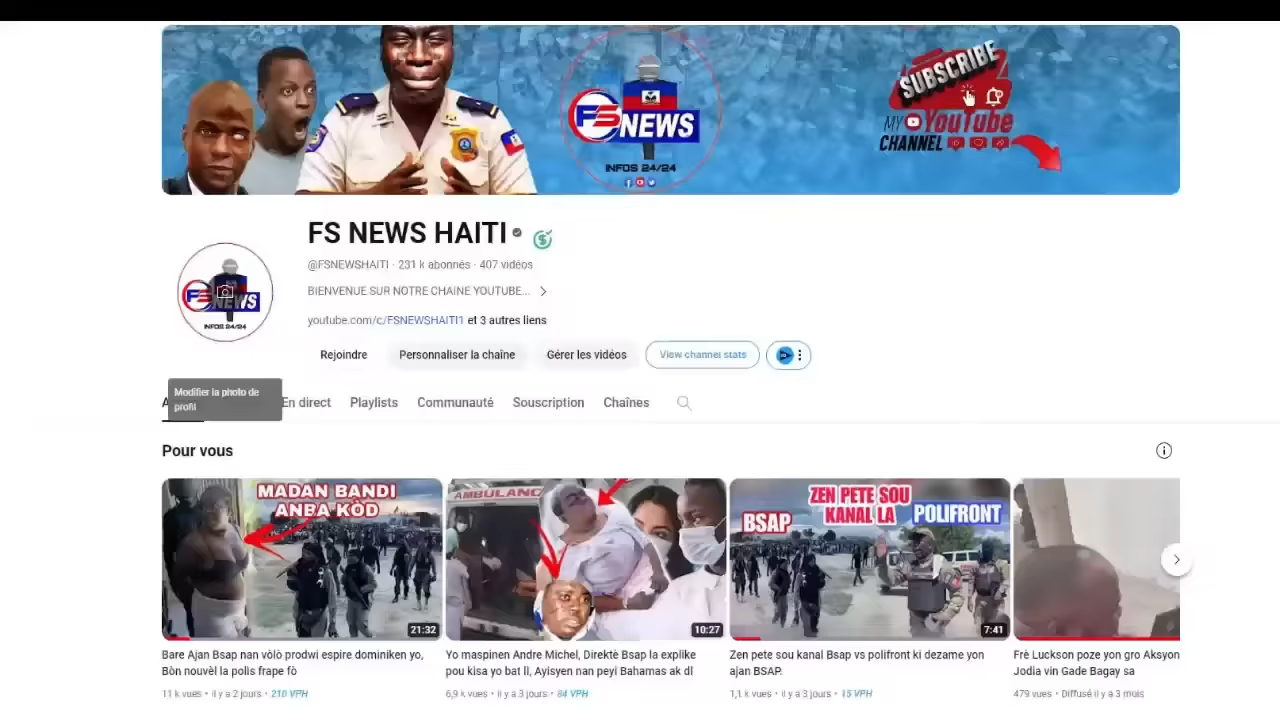 SUBSCRIBE
MY YouTube
CHANNEL
FS NEWS
INFOS 24/24
FS NEWS HAITI
@FSNEWSHAITI · 231 k abonnés · 407 vidéos
BIENVENUE SUR NOTRE CHAINE YOUTUBE...
youtube.com/c/FSNEWSHAITI1 et 3 autres liens
FS NEWS
INFOS 24/24
Rejoindre
Personnaliser la chaîne
Gérer les vidéos
View channel stats
Modifier la photo de
profil
A
En direct
Playlists
Communauté
Souscription
Chaînes
Pour vous
MADAN BANDI
ANBA KÒD
21:32
AMBULANC
10:27
ZEN PETE SOU
KANAL LA
BSAP
POLIFRONT
7:41
Bare Ajan Bsap nan vòlò prodwi espire dominiken yo,
Bòn nouvèl la polis frape fò
11 k vues · il y a 2 jours · 210 VPH
Yo maspinen Andre Michel, Direktè Bsap la eksplike
pou kisa yo bat li, Ayisyen nan peyi Bahamas ak dl
6,9 k vues · il y a 3 jours · 84 VPH
Zen pete sou kanal Bsap vs polifront ki dezame yon
ajan BSAP.
1,1 k vues · il y a 3 jours · 15 VPH
Frè Luckson poze yon gro Aksyon
Jodia vin Gade Bagay sa
479 vues · Diffusé il y a 3 mois